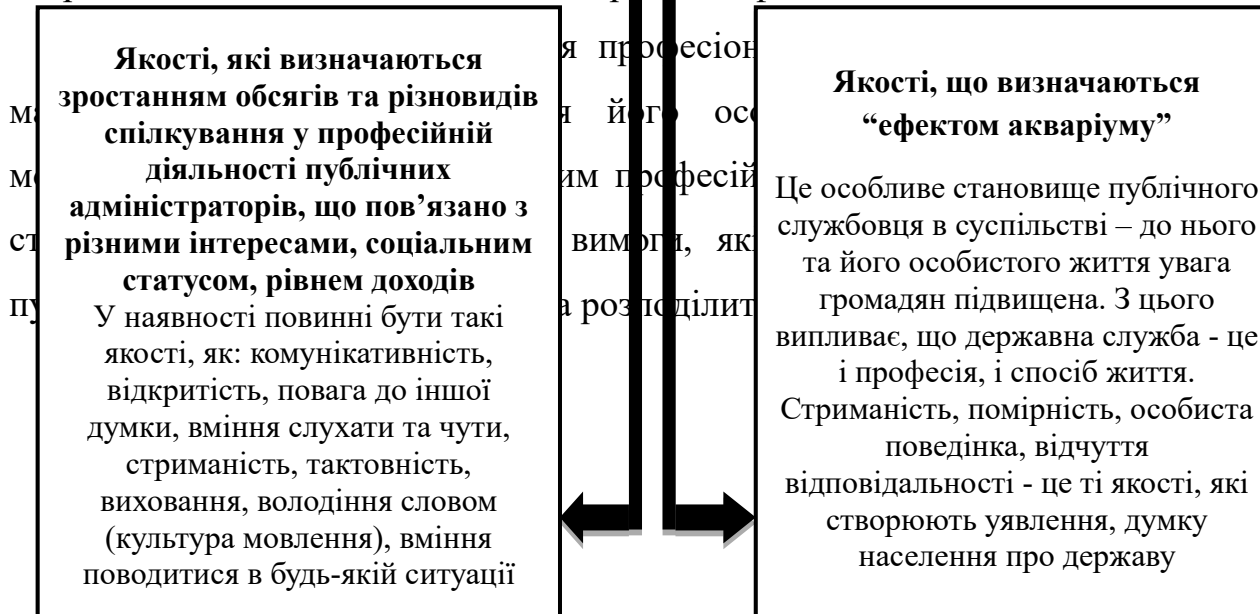 Якості, які визначаються
зростанням обсягів та різновидів
спілкування у професійній
діяльності публічних
адміністраторів, що пов’язано з
різними інтересами, соціальним
статусом, рівнем доходів
У наявності повинні бути такі
якості, як: комунікативність,
відкритість, повага до іншої
думки, вміння слухати та чути,
стриманість, тактовність,
виховання, володіння словом
(культура мовлення), вміння
поводитися в будь-якій ситуації
Якості, що визначаються
“ефектом акваріуму”
Це особливе становище публічного
службовця в суспільстві – до нього
та його особистого життя увага
громадян підвищена. З цього
випливає, що державна служба - це
і професія, і спосіб життя.
Стриманість, помірність, особиста
поведінка, відчуття
відповідальності - це ті якості, які
створюють уявлення, думку
населення про державу
його
вимоги,